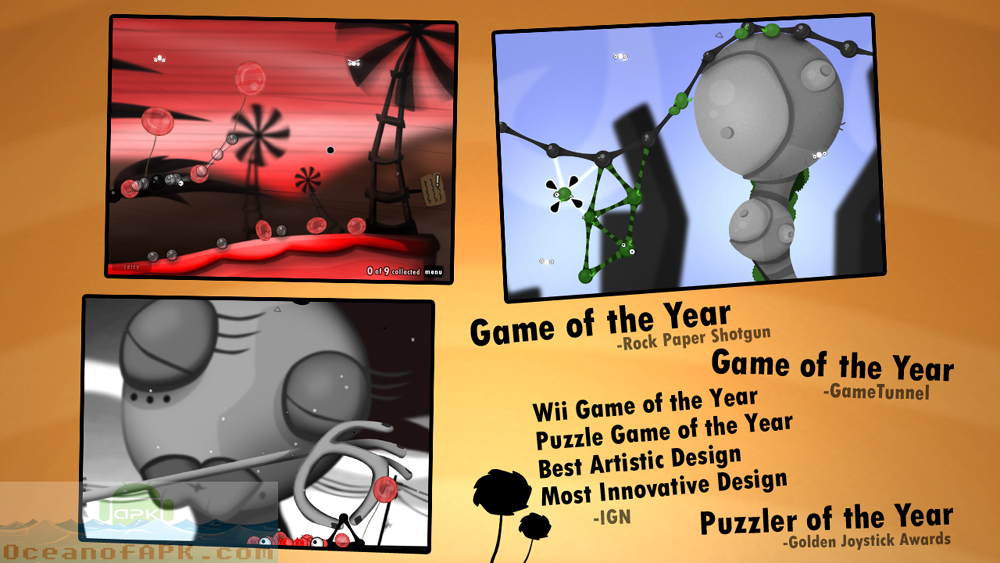 retry
0 of 9 collected menu
Game of the Year
-Rock Paper Shotgun
Game of the Year
-GameTunnel
Wii Game of the Year
Puzzle Game of the Year
Best Artistic Design
Most Innovative Design
-IGN
Puzzler of the Year
-Golden Joystick Awards
APK
OceanofAPK.com